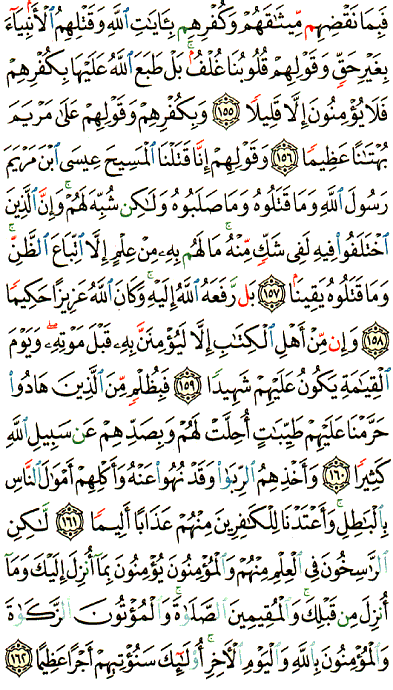 فَبِمَا نَقْضِهِم مِّيثَٰقَهُمْ وَكُفْرِهِم بِـَٔايَٰتِ ٱللَّهِ وَقَتْلِهِمُ ٱلْأَنۢبِيَآءَ
بِغَيْرِ حَقٍّ وَقَوْلِهِمْ قُلُوبُنَا غُلْفٌۢ ۚ بَلْ طَبَعَ ٱللَّهُ عَلَيْهَا بِكُفْرِهِمْ
فَلَا يُؤْمِنُونَ إِلَّا قَلِيلًا ١٥٥ وَبِكُفْرِهِمْ وَقَوْلِهِمْ عَلَىٰ مَرْيَمَ
بُهْتَٰنًا عَظِيمًا ١٥٦ وَقَوْلِهِمْ إِنَّا قَتَلْنَا ٱلْمَسِيحَ عِيسَى ٱبْنَ مَرْيَمَ
رَسُولَ ٱللَّهِ وَمَا قَتَلُوهُ وَمَا صَلَبُوهُ وَلَٰكِن شُبِّهَ لَهُمْ ۚ وَإِنَّ ٱلَّذِينَ
ٱخْتَلَفُوا۟ فِيهِ لَفِى شَكٍّ مِّنْهُ ۚ مَا لَهُم بِهِۦ مِنْ عِلْمٍ إِلَّا ٱتِّبَاعَ ٱلظَّنِّ ۚ
وَمَا قَتَلُوهُ يَقِينًۢا ١٥٧ بَل رَّفَعَهُ ٱللَّهُ إِلَيْهِ ۚ وَكَانَ ٱللَّهُ عَزِيزًا حَكِيمًا
١٥٨ وَإِن مِّنْ أَهْلِ ٱلْكِتَٰبِ إِلَّا لَيُؤْمِنَنَّ بِهِۦ قَبْلَ مَوْتِهِۦ ۖ وَيَوْمَ
ٱلْقِيَٰمَةِ يَكُونُ عَلَيْهِمْ شَهِيدًا ١٥٩ فَبِظُلْمٍ مِّنَ ٱلَّذِينَ هَادُوا۟
حَرَّمْنَا عَلَيْهِمْ طَيِّبَٰتٍ أُحِلَّتْ لَهُمْ وَبِصَدِّهِمْ عَن سَبِيلِ ٱللَّهِ
كَثِيرًا ١٦٠ وَأَخْذِهِمُ ٱلرِّبَوٰا۟ وَقَدْ نُهُوا۟ عَنْهُ وَأَكْلِهِمْ أَمْوَٰلَ ٱلنَّاسِ
بِٱلْبَٰطِلِ ۚ وَأَعْتَدْنَا لِلْكَٰفِرِينَ مِنْهُمْ عَذَابًا أَلِيمًا ١٦١ لَّٰكِنِ
ٱلرَّٰسِخُونَ فِى ٱلْعِلْمِ مِنْهُمْ وَٱلْمُؤْمِنُونَ يُؤْمِنُونَ بِمَآ أُنزِلَ إِلَيْكَ وَمَآ
أُنزِلَ مِن قَبْلِكَ ۚ وَٱلْمُقِيمِينَ ٱلصَّلَوٰةَ ۚ وَٱلْمُؤْتُونَ ٱلزَّكَوٰةَ
وَٱلْمُؤْمِنُونَ بِٱللَّهِ وَٱلْيَوْمِ ٱلْأَخِرِ ۚ أُو۟لَٰٓئِكَ سَنُؤْتِيهِمْ أَجْرًا عَظِيمًا ١٦٢